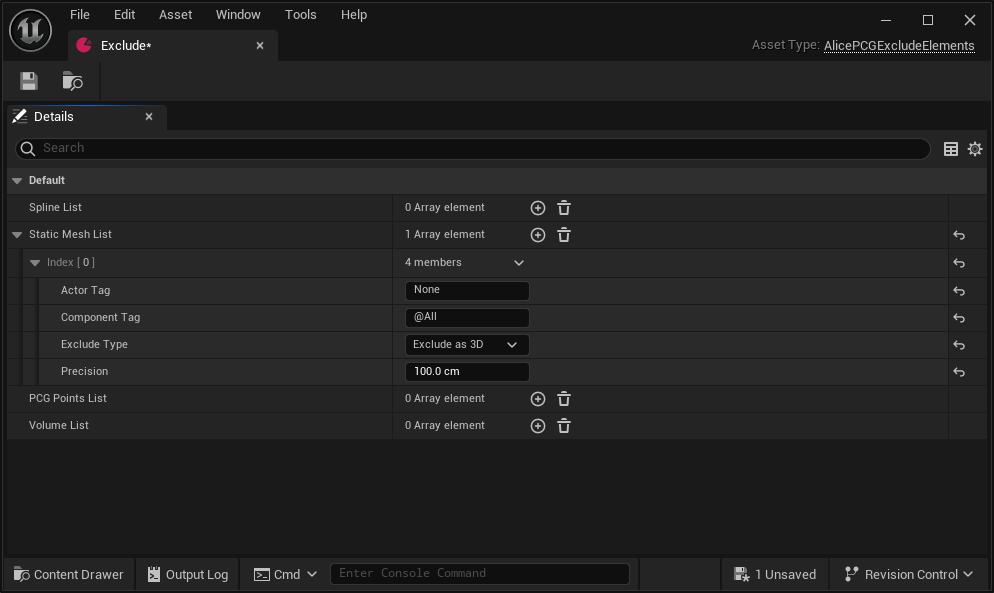 File Edit Asset Window Tools Help
Exclude*
Asset Type: AlicePCGExcludeElements
Details
Search
Default
Spline List 0 Array element
Static Mesh List 1 Array element
Index [ 0 ] 4 members
Actor Tag None
Component Tag @All
Exclude Type Exclude as 3D
Precision 100.0 cm
PCG Points List 0 Array element
Volume List 0 Array element
Content Drawer Output Log Cmd Enter Console Command 1 Unsaved Revision Control